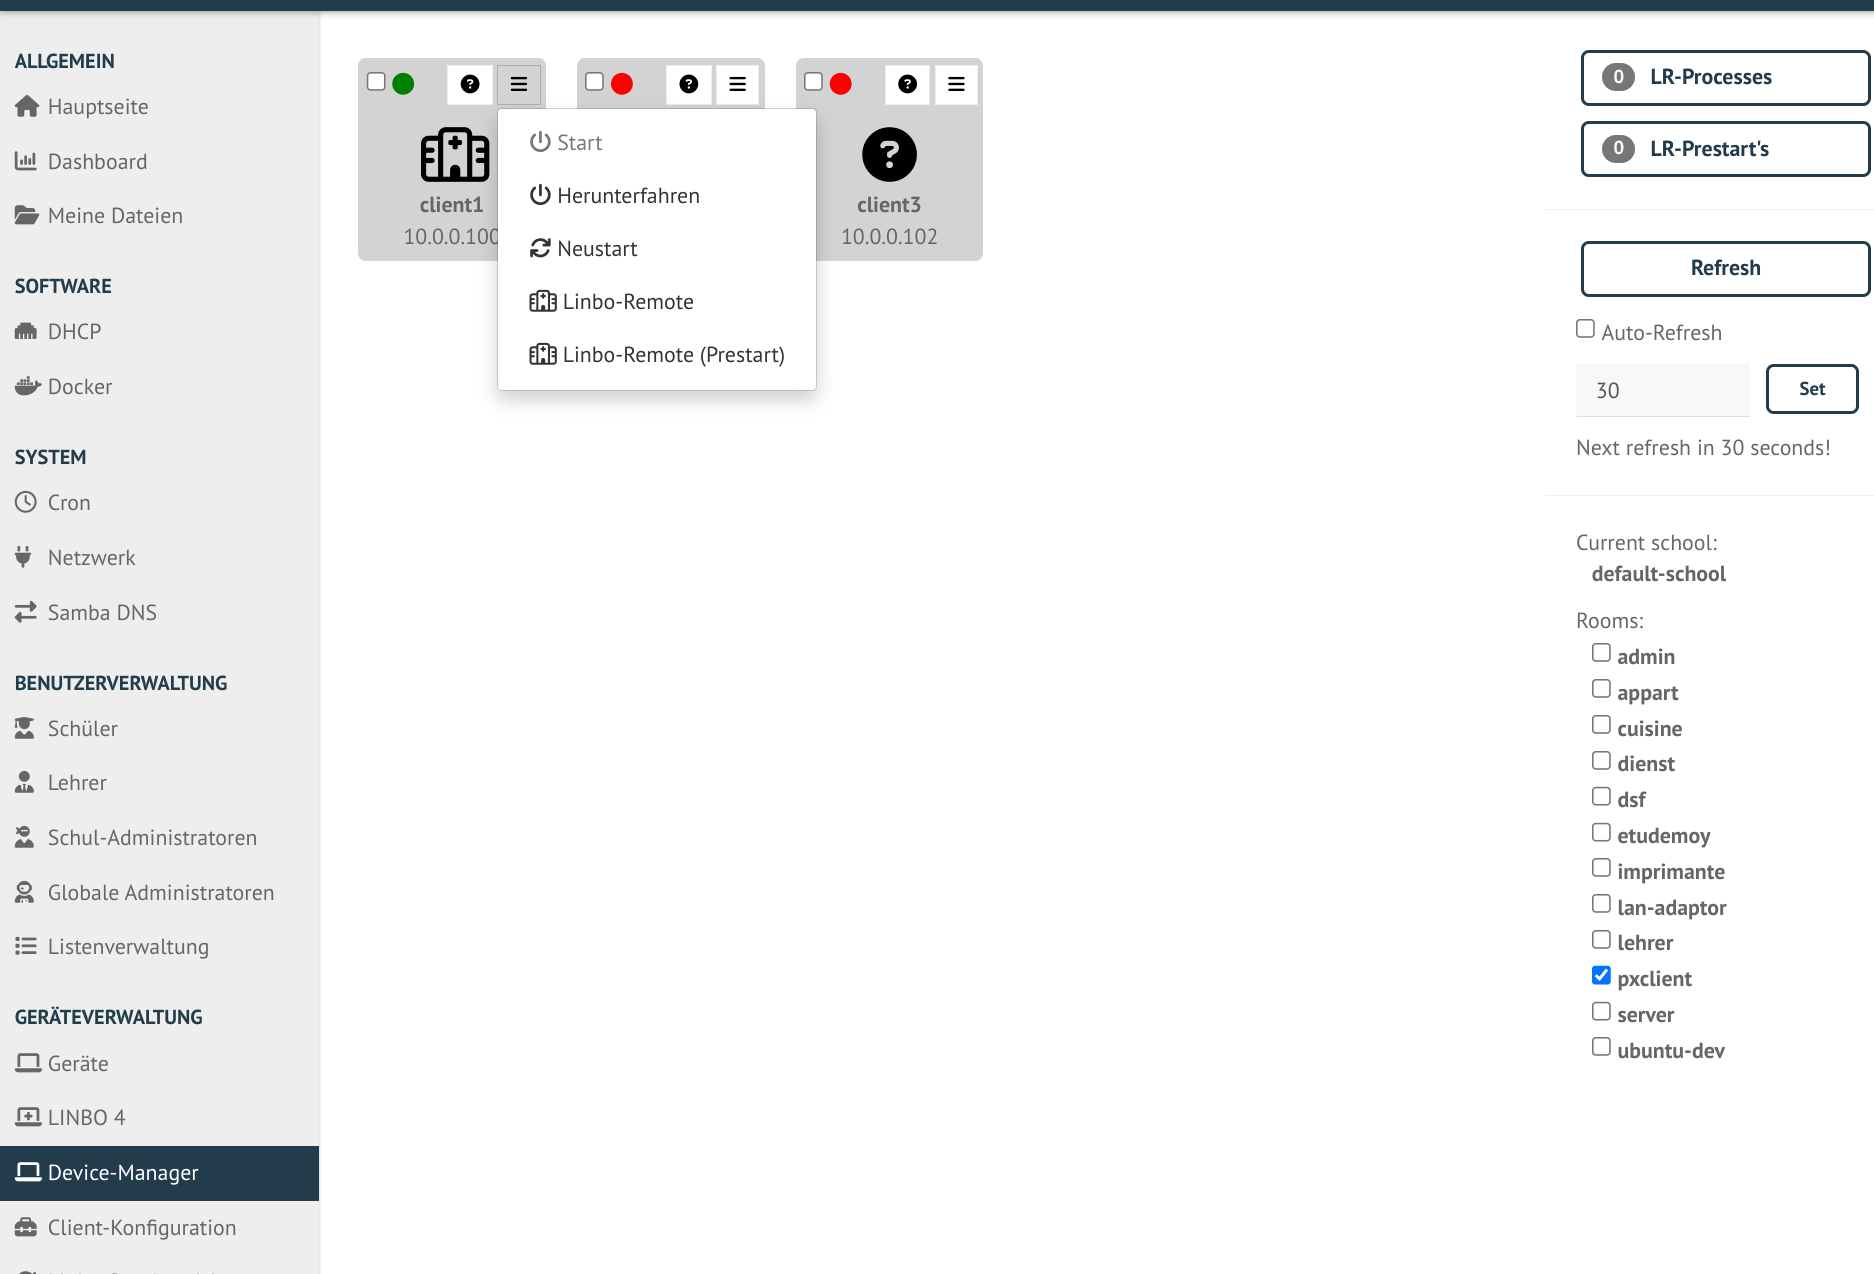 ALLGEMEIN
Hauptseite
Dashboard
Meine Dateien
SOFTWARE
DHCP
Docker
SYSTEM
Cron
Netzwerk
Samba DNS
BENUTZERVERWALTUNG
Schüler
Lehrer
Schul-Administratoren
Globale Administratoren
Listenverwaltung
GERÄTEVERWALTUNG
Geräte
LINBO 4
Device-Manager
Client-Konfiguration
client1
10.0.0.100
Start
Herunterfahren
Neustart
Linbo-Remote
Linbo-Remote (Prestart)
client3
10.0.0.102
0 LR-Processes
0 LR-Prestart's
Refresh
Auto-Refresh
30 Set
Next refresh in 30 seconds!
Current school:
default-school
Rooms:
admin
appart
cuisine
dienst
dsf
etudemoy
imprimante
lan-adaptor
lehrer
pxclient
server
ubuntu-dev